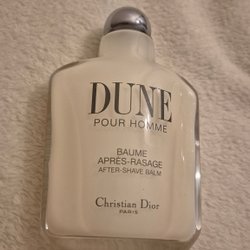 DUNE
POUR HOMME
BAUME
APRÈS-RASAGE
AFTER-SHAVE BALM
Christian Dior
PARIS